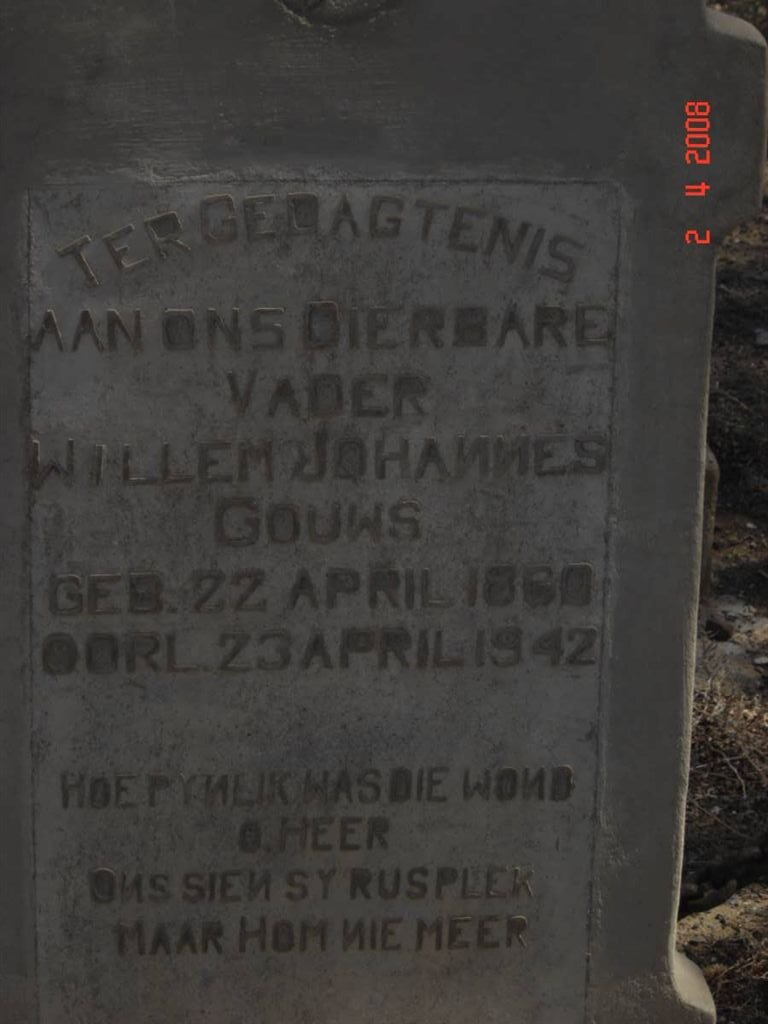 TER GEDAGTENIS
AAN ONS DIERBARE
VADER
WILLEM JOHANNES
GOUWS
GEB. 22 APRIL 1860
OORL. 23 APRIL 1942
HOE PYNLIK WAS DIE WOND
O. HEER
ONS SIEN SY RUSPLEK
MAAR HOM NIE MEER
2 4 2008